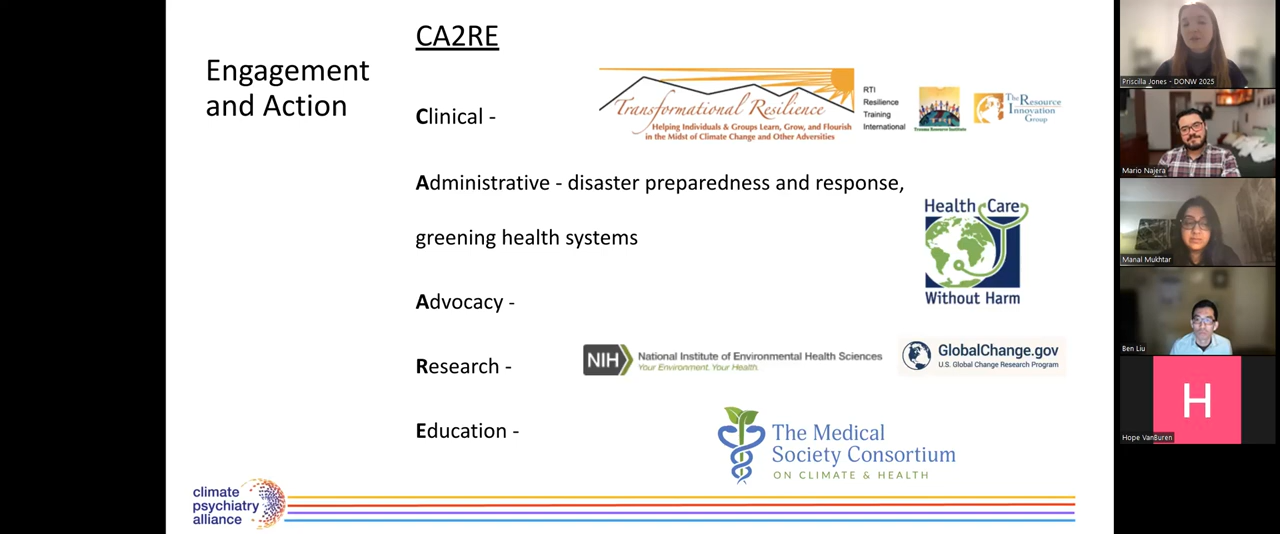 CA2RE
Engagement
and Action
Clinical -
Transformational Resilience
Helping Individuals & Groups Learn, Grow, and Flourish
in the Midst of Climate Change and Other Adversities
RTI
Resilience
Training
International
Trauma Resource Institute
The Resource
Innovation
Group
Administrative - disaster preparedness and response,
greening health systems
Health Care
Without Harm
Advocacy -
Research -
NIH
National Institute of Environmental Health Sciences
Your Environment. Your Health.
GlobalChange.gov
U.S. Global Change Research Program
Education -
The Medical
Society Consortium
ON CLIMATE & HEALTH
climate
psychiatry
alliance
Priscilla Jones - DONW 2025
Mario Najera
Manal Mukhtar
Ben Liu
H
Hope VanBuren